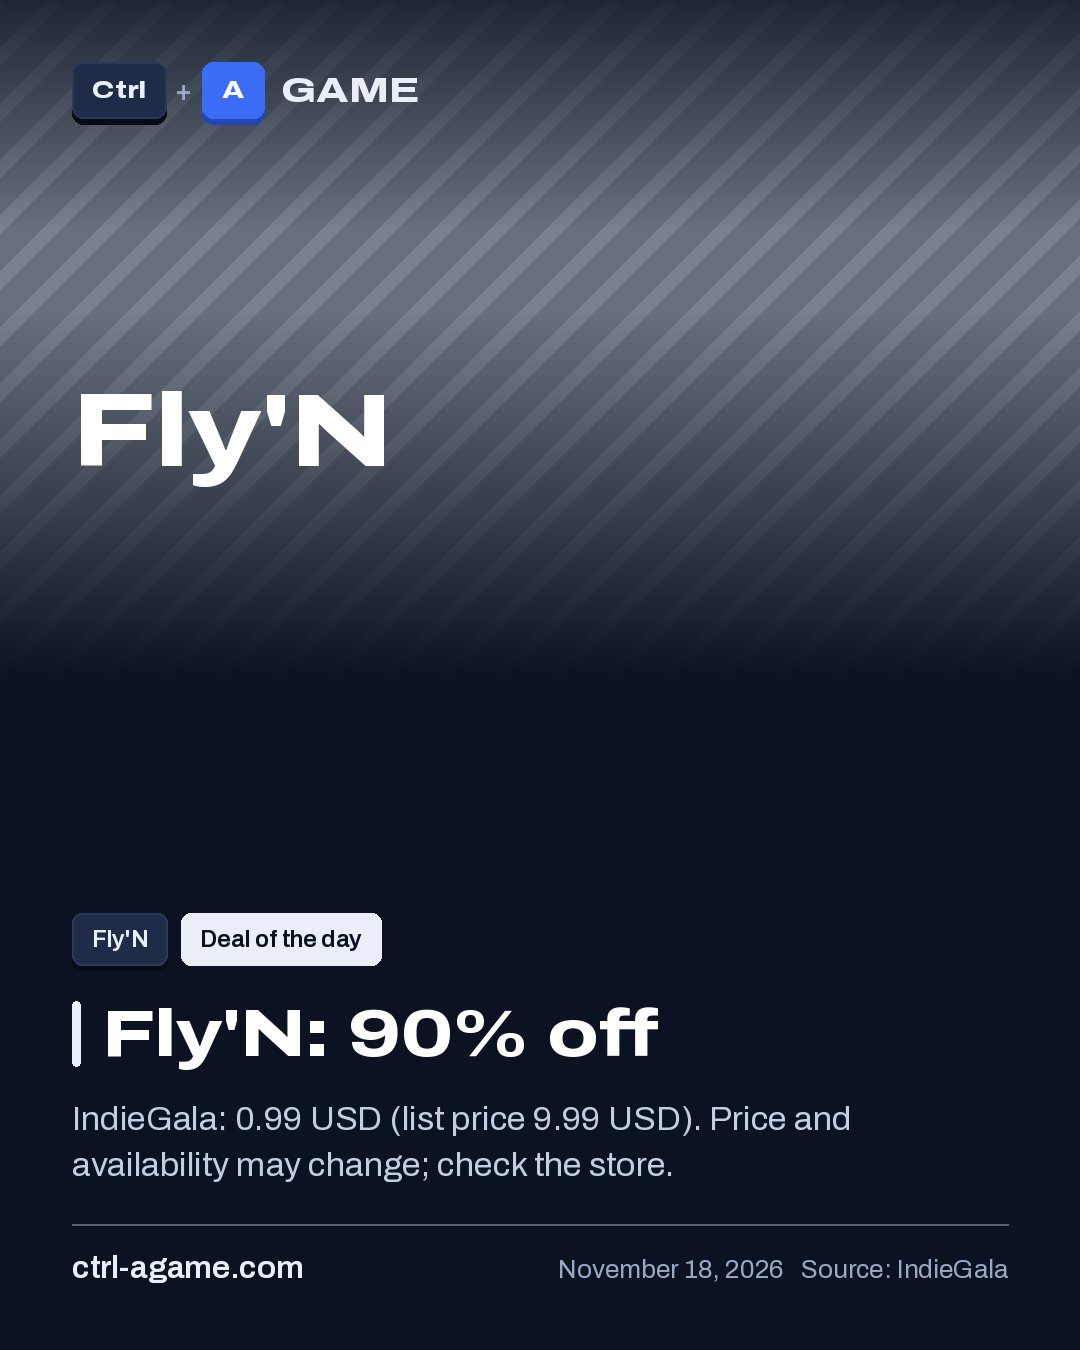 Ctrl + A GAME
Fly'N
Fly'N Deal of the day
Fly'N: 90% off
IndieGala: 0.99 USD (list price 9.99 USD). Price and
availability may change; check the store.
ctrl-agame.com November 18, 2026 Source: IndieGala